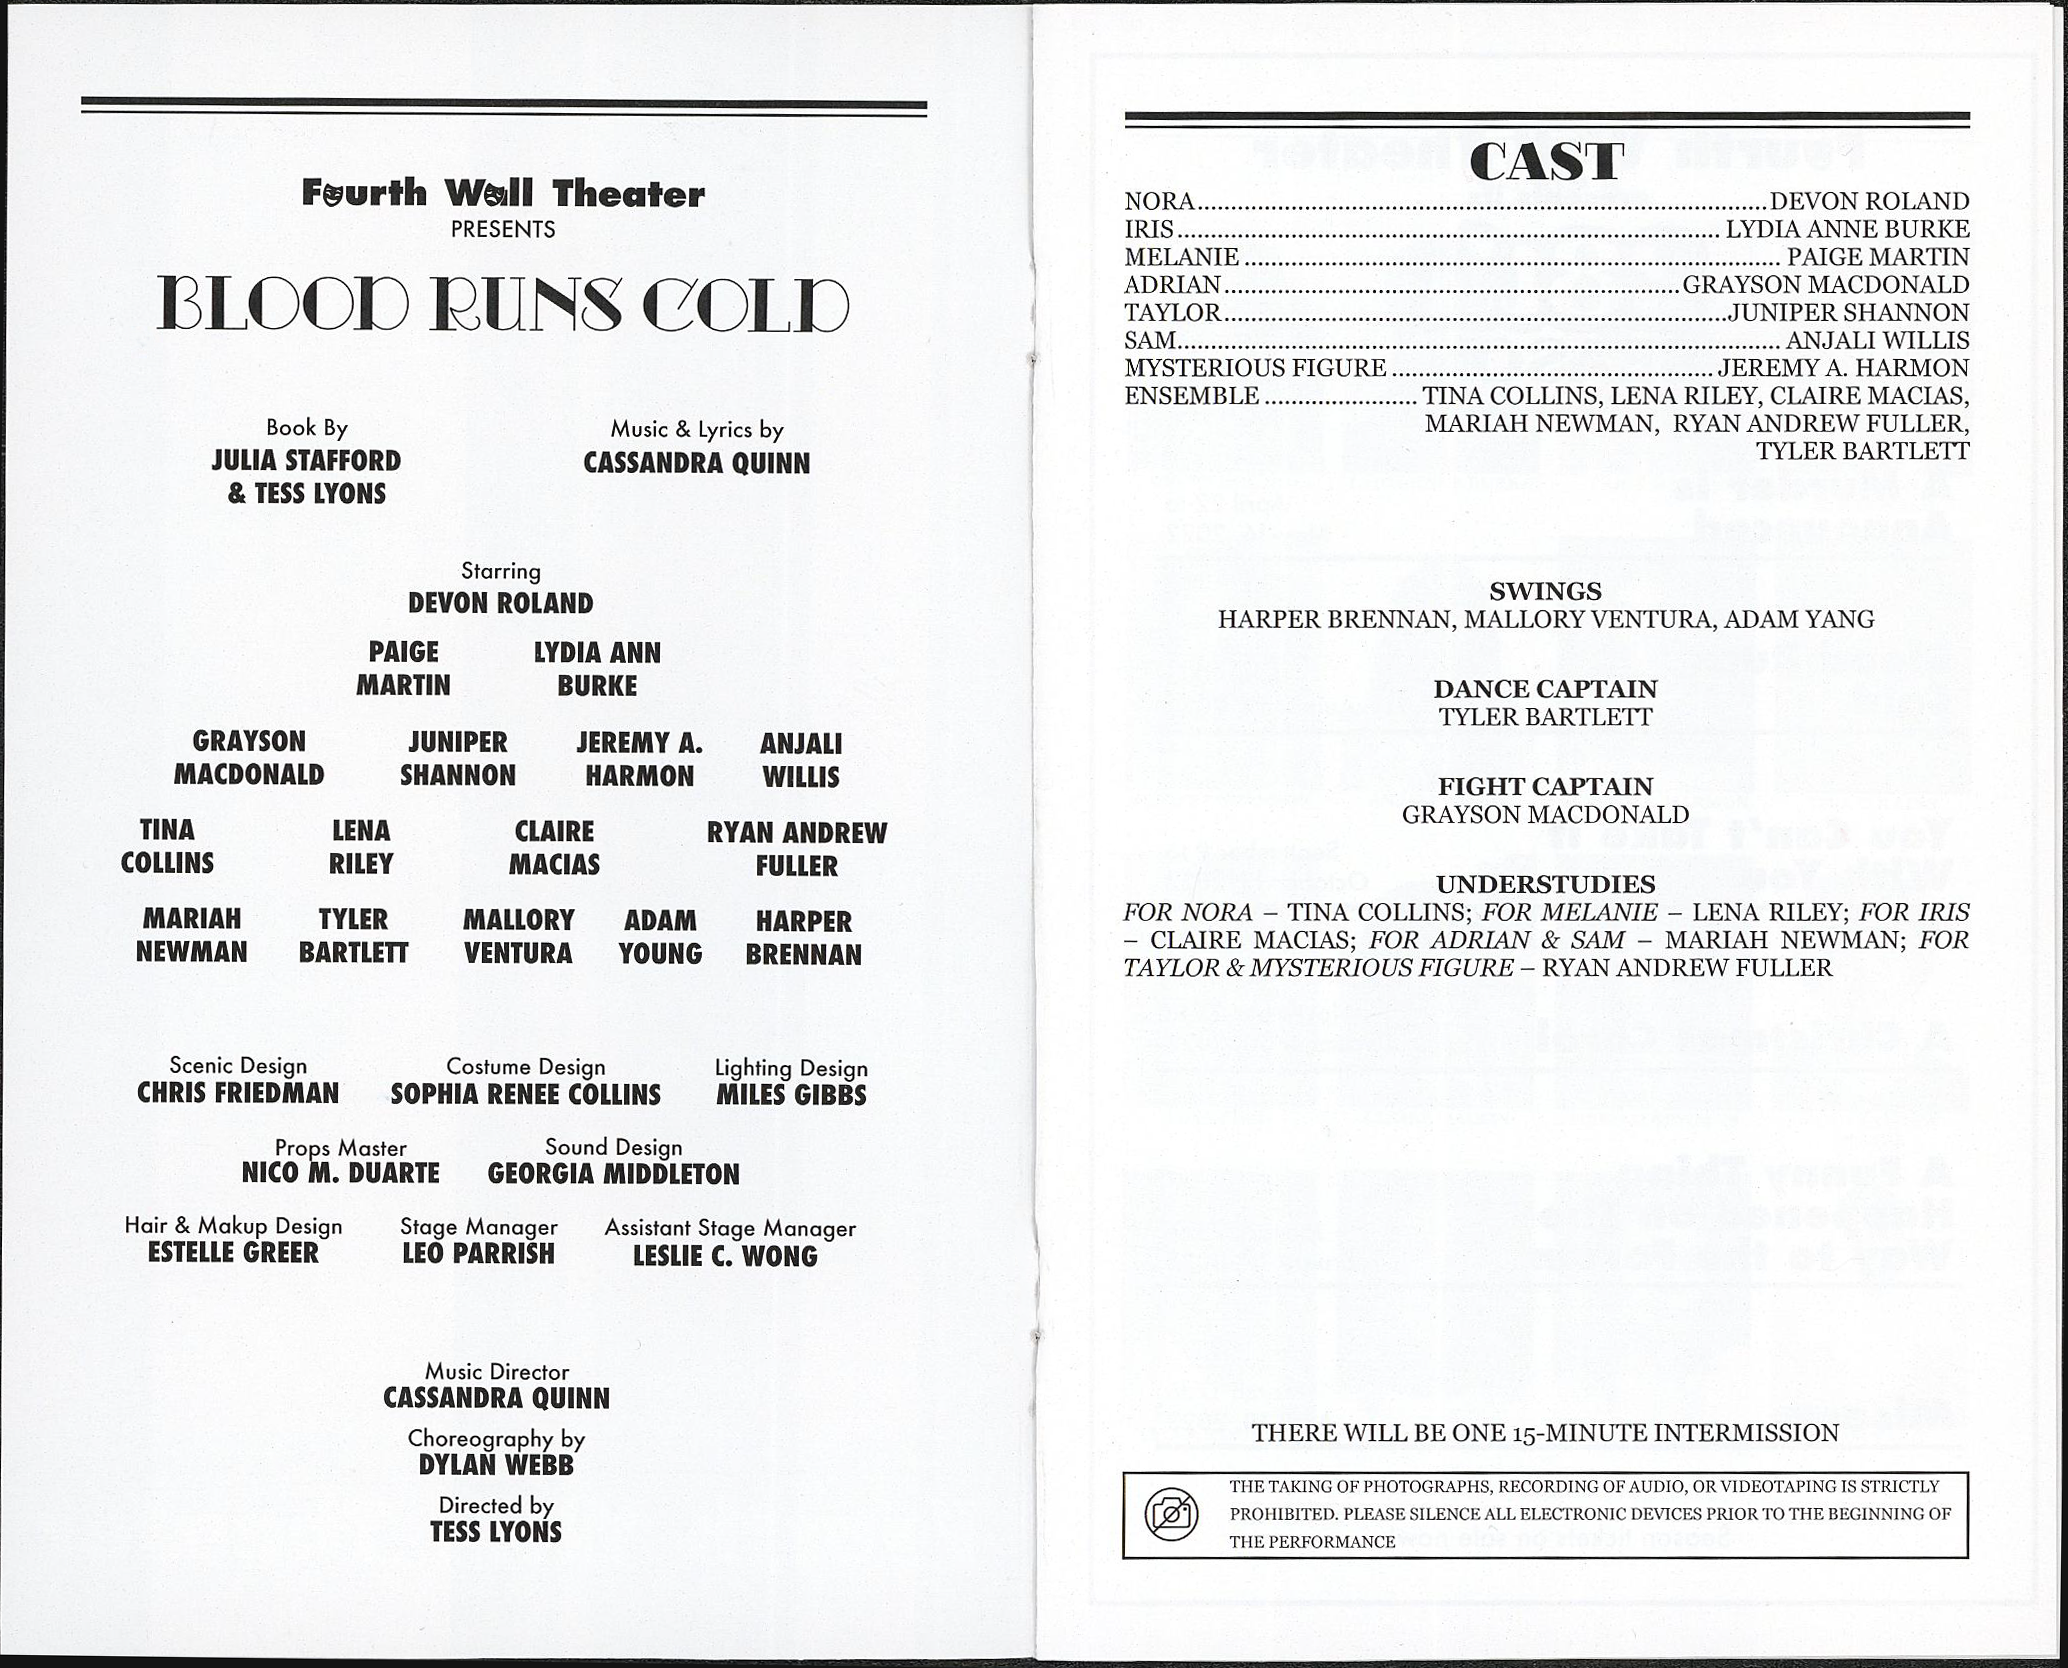 Fourth Wall Theater
PRESENTS
BLOOD RUNS COLD
Book By
JULIA STAFFORD
& TESS LYONS
Music & Lyrics by
CASSANDRA QUINN
Starring
DEVON ROLAND
PAIGE
MARTIN
LYDIA ANN
BURKE
GRAYSON
MACDONALD
JUNIPER
SHANNON
JEREMY A.
HARMON
ANJALI
WILLIS
TINA
COLLINS
LENA
RILEY
CLAIRE
MACIAS
RYAN ANDREW
FULLER
MARIAH
NEWMAN
TYLER
BARTLETT
MALLORY
VENTURA
ADAM
YOUNG
HARPER
BRENNAN
Scenic Design
CHRIS FRIEDMAN
Costume Design
SOPHIA RENEE COLLINS
Lighting Design
MILES GIBBS
Props Master
NICO M. DUARTE
Sound Design
GEORGIA MIDDLETON
Hair & Makup Design
ESTELLE GREER
Stage Manager
LEO PARRISH
Assistant Stage Manager
LESLIE C. WONG
Music Director
CASSANDRA QUINN
Choreography by
DYLAN WEBB
Directed by
TESS LYONS
CAST
NORA....................DEVON ROLAND
IRIS....................LYDIA ANNE BURKE
MELANIE....................PAIGE MARTIN
ADRIAN....................GRAYSON MACDONALD
TAYLOR....................JUNIPER SHANNON
SAM....................ANJALI WILLIS
MYSTERIOUS FIGURE....................JEREMY A. HARMON
ENSEMBLE....................TINA COLLINS, LENA RILEY, CLAIRE MACIAS,
MARIAH NEWMAN, RYAN ANDREW FULLER,
TYLER BARTLETT
SWINGS
HARPER BRENNAN, MALLORY VENTURA, ADAM YANG
DANCE CAPTAIN
TYLER BARTLETT
FIGHT CAPTAIN
GRAYSON MACDONALD
UNDERSTUDIES
FOR NORA – TINA COLLINS; FOR MELANIE – LENA RILEY; FOR IRIS
– CLAIRE MACIAS; FOR ADRIAN & SAM – MARIAH NEWMAN; FOR
TAYLOR & MYSTERIOUS FIGURE – RYAN ANDREW FULLER
THERE WILL BE ONE 15-MINUTE INTERMISSION
THE TAKING OF PHOTOGRAPHS, RECORDING OF AUDIO, OR VIDEOTAPING IS STRICTLY
PROHIBITED. PLEASE SILENCE ALL ELECTRONIC DEVICES PRIOR TO THE BEGINNING OF
THE PERFORMANCE